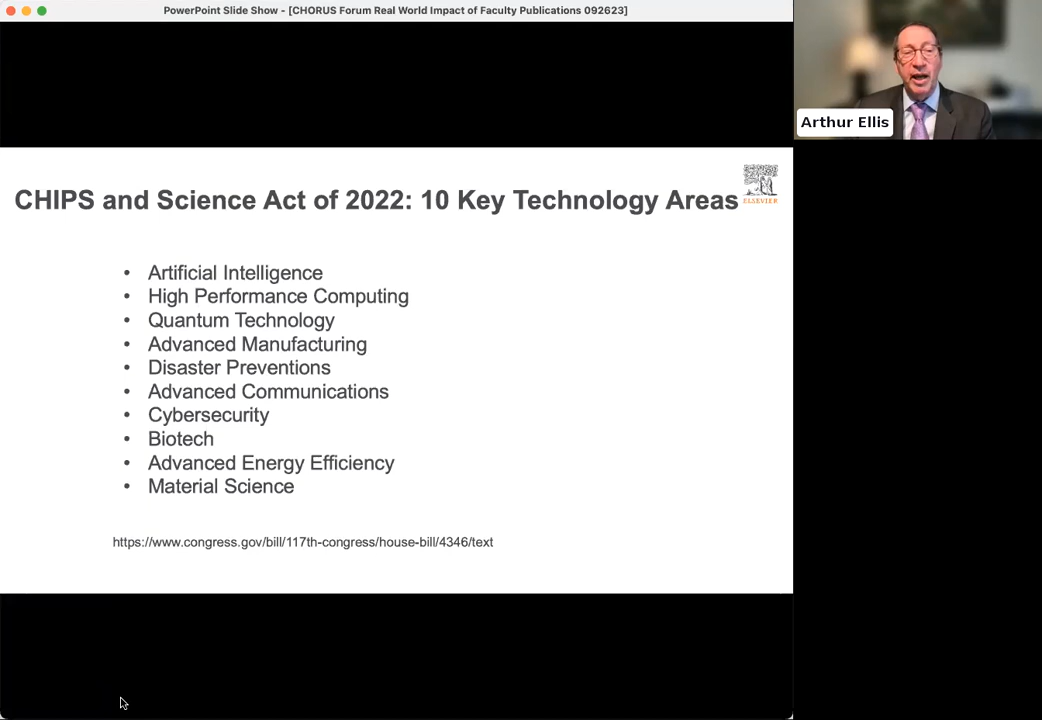 PowerPoint Slide Show - [CHORUS Forum Real World Impact of Faculty Publications 092623]
Arthur Ellis
CHIPS and Science Act of 2022: 10 Key Technology Areas
ELSEVIER
• Artificial Intelligence
• High Performance Computing
• Quantum Technology
• Advanced Manufacturing
• Disaster Preventions
• Advanced Communications
• Cybersecurity
• Biotech
• Advanced Energy Efficiency
• Material Science
https://www.congress.gov/bill/117th-congress/house-bill/4346/text